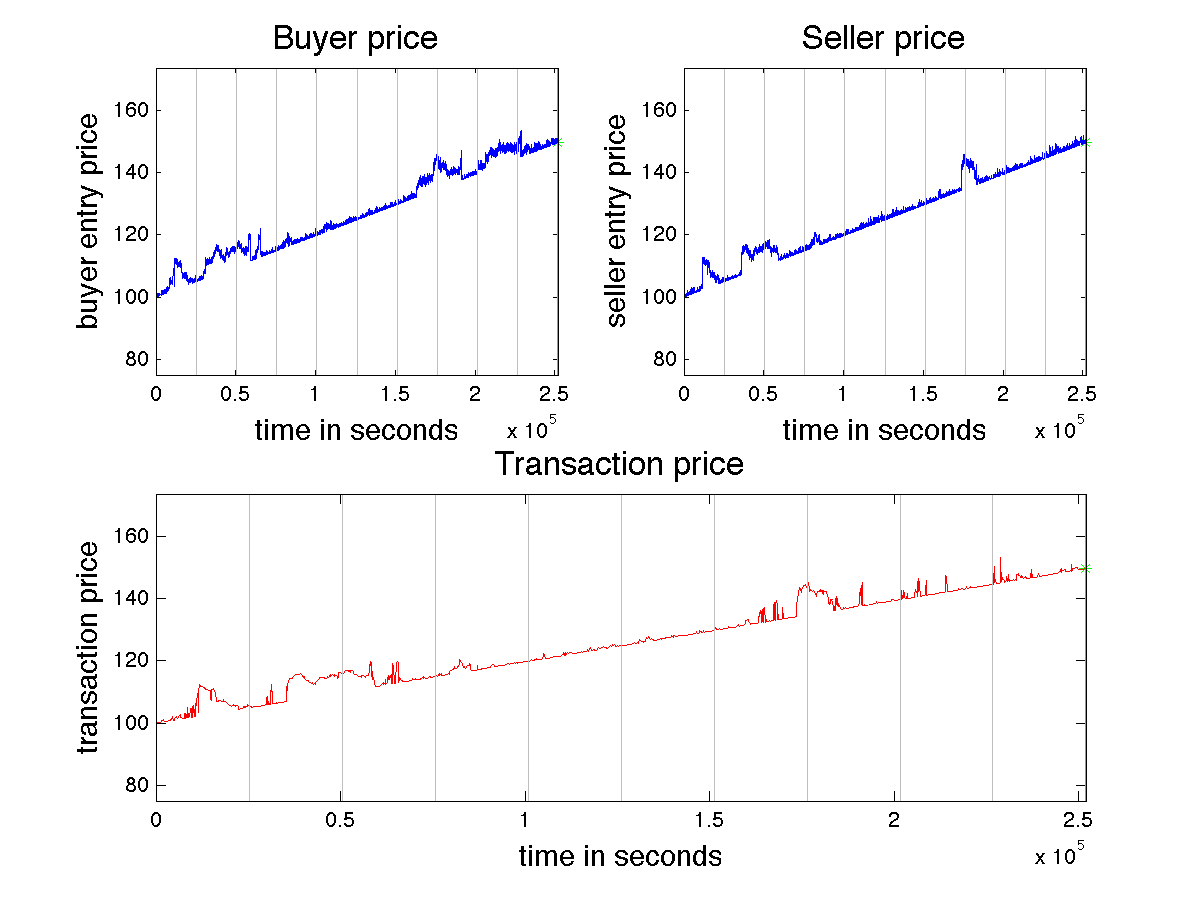 Buyer price
Seller price
buyer entry price
160
140
120
100
80
0
0.5
1
1.5
2
2.5
x 10^5
time in seconds
seller entry price
160
140
120
100
80
0
0.5
1
1.5
2
2.5
x 10^5
time in seconds
Transaction price
transaction price
160
140
120
100
80
0
0.5
1
1.5
2
2.5
x 10^5
time in seconds